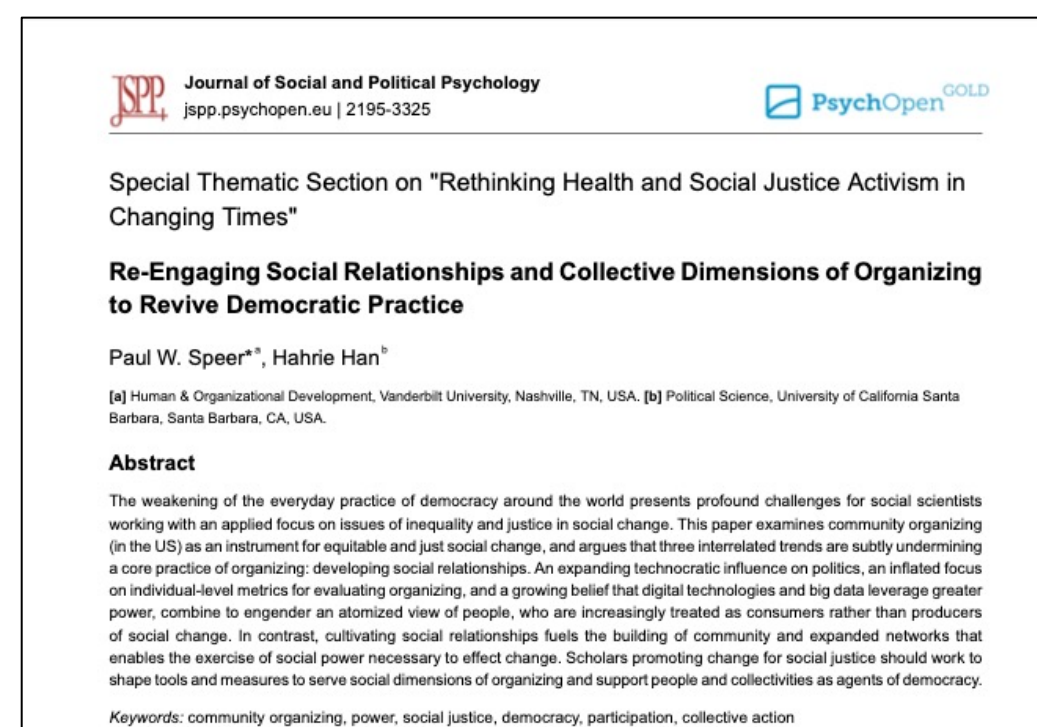 JSPP
Journal of Social and Political Psychology
jspp.psychopen.eu | 2195-3325
PsychOpen GOLD
Special Thematic Section on "Rethinking Health and Social Justice Activism in
Changing Times"
Re-Engaging Social Relationships and Collective Dimensions of Organizing
to Revive Democratic Practice
Paul W. Speer*ᵃ, Hahrie Hanᵇ
[a] Human & Organizational Development, Vanderbilt University, Nashville, TN, USA. [b] Political Science, University of California Santa
Barbara, Santa Barbara, CA, USA.
Abstract
The weakening of the everyday practice of democracy around the world presents profound challenges for social scientists
working with an applied focus on issues of inequality and justice in social change. This paper examines community organizing
(in the US) as an instrument for equitable and just social change, and argues that three interrelated trends are subtly undermining
a core practice of organizing: developing social relationships. An expanding technocratic influence on politics, an inflated focus
on individual-level metrics for evaluating organizing, and a growing belief that digital technologies and big data leverage greater
power, combine to engender an atomized view of people, who are increasingly treated as consumers rather than producers
of social change. In contrast, cultivating social relationships fuels the building of community and expanded networks that
enables the exercise of social power necessary to effect change. Scholars promoting change for social justice should work to
shape tools and measures to serve social dimensions of organizing and support people and collectivities as agents of democracy.
Keywords: community organizing, power, social justice, democracy, participation, collective action